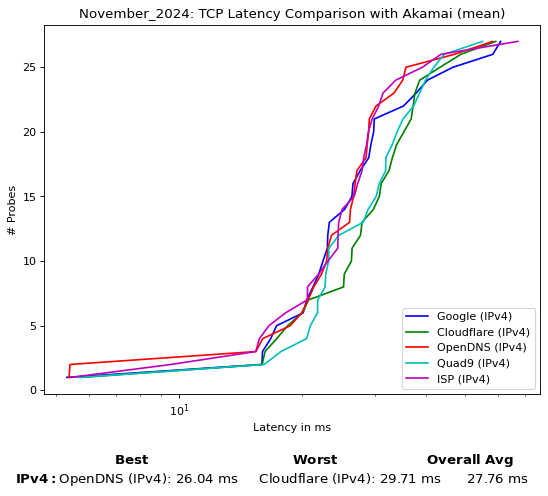 November_2024: TCP Latency Comparison with Akamai (mean)
# Probes
25
20
15
10
5
0
10^1
Latency in ms
Google (IPv4)
Cloudflare (IPv4)
OpenDNS (IPv4)
Quad9 (IPv4)
ISP (IPv4)
Best Worst Overall Avg
IPv4: OpenDNS (IPv4): 26.04 ms Cloudflare (IPv4): 29.71 ms 27.76 ms